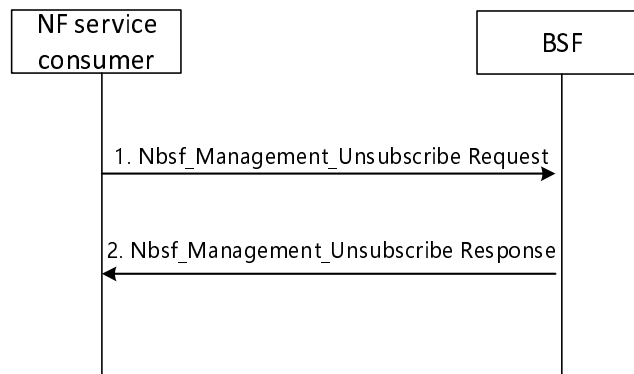 NF service
consumer
BSF
1. Nbsf_Management_Unsubscribe Request
2. Nbsf_Management_Unsubscribe Response